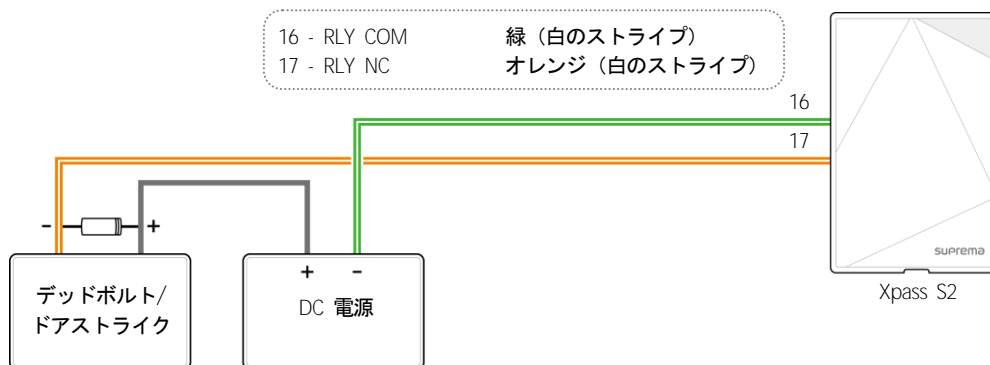 16 - RLY COM 緑（白のストライプ）
17 - RLY NC オレンジ（白のストライプ）
16
17
- +
+ -
デッドボルト/
ドアストライク
DC 電源
suprema
Xpass S2